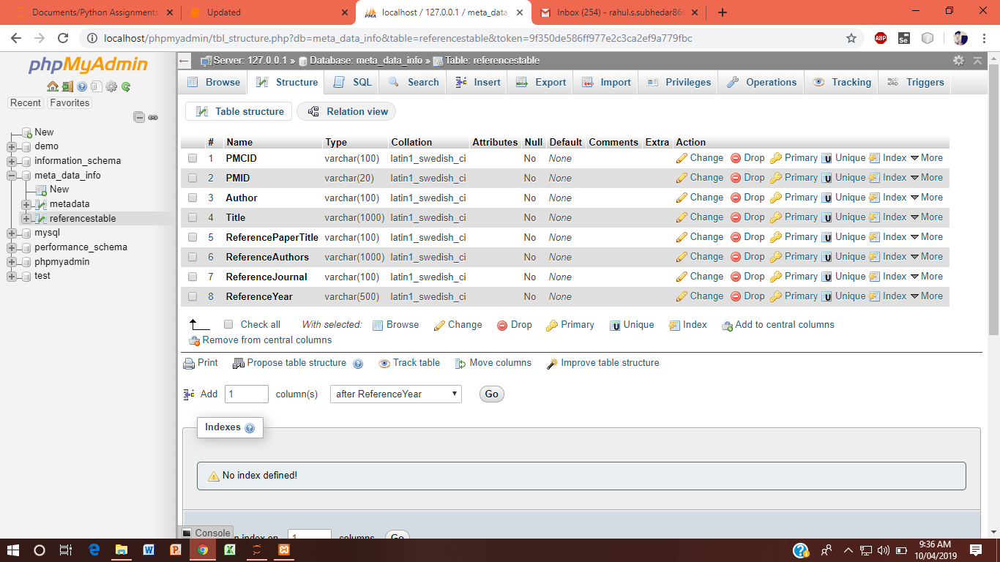 Documents/Python Assignments
Updated
localhost / 127.0.0.1 / meta_data_
Inbox (254) - rahul.s.subhedar86
localhost/phpmyadmin/tbl_structure.php?db=meta_data_info&table=referencestable&token=9f350de586ff977e2c3ca2ef9a779fbc
phpMyAdmin
Recent Favorites
New
demo
information_schema
meta_data_info
New
metadata
referencestable
mysql
performance_schema
phpmyadmin
test
Server: 127.0.0.1 » Database: meta_data_info » Table: referencestable
Browse Structure SQL Search Insert Export Import Privileges Operations Tracking Triggers
Table structure Relation view
# Name Type Collation Attributes Null Default Comments Extra Action
1 PMCID varchar(100) latin1_swedish_ci No None Change Drop Primary Unique Index More
2 PMID varchar(20) latin1_swedish_ci No None Change Drop Primary Unique Index More
3 Author varchar(100) latin1_swedish_ci No None Change Drop Primary Unique Index More
4 Title varchar(1000) latin1_swedish_ci No None Change Drop Primary Unique Index More
5 ReferencePaperTitle varchar(100) latin1_swedish_ci No None Change Drop Primary Unique Index More
6 ReferenceAuthors varchar(1000) latin1_swedish_ci No None Change Drop Primary Unique Index More
7 ReferenceJournal varchar(100) latin1_swedish_ci No None Change Drop Primary Unique Index More
8 ReferenceYear varchar(500) latin1_swedish_ci No None Change Drop Primary Unique Index More
Check all With selected: Browse Change Drop Primary Unique Index Add to central columns
Remove from central columns
Print Propose table structure Track table Move columns Improve table structure
Add 1 column(s) after ReferenceYear Go
Indexes
No index defined!
Console
n index on 1 columns Go
9:36 AM
10/04/2019